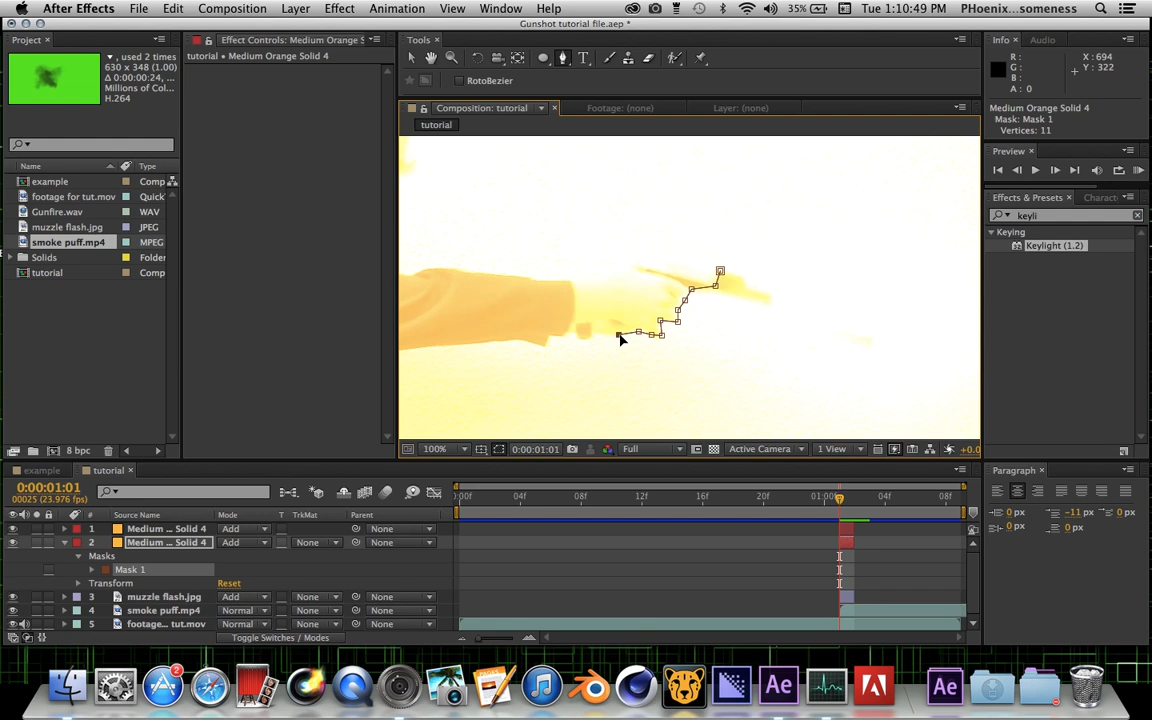 After Effects File Edit Composition Layer Effect Animation View Window Help 35% Tue 1:10:49 PM PHoenix...someness
Gunshot tutorial file.aep *
Project × Effect Controls: Medium Orange S Tools × Info × Audio
, used 2 times
630 x 348 (1.00)
Δ 0:00:00:24, ...
Millions of Col...
H.264
tutorial • Medium Orange Solid 4
RotoBezier
R :
G :
B :
A : 0
X : 694
Y : 322
Composition: tutorial × Footage: (none) Layer: (none)
tutorial
Medium Orange Solid 4
Mask: Mask 1
Vertices: 11
Preview ×
Effects & Presets × Charact
keyli
Keying
Keylight (1.2)
Name Type
example Comp
footage for tut.mov Quick
Gunfire.wav WAV
muzzle flash.jpg JPEG
smoke puff.mp4 MPEG
Solids Folde
tutorial Comp
8 bpc
100% 0:00:01:01 Full Active Camera 1 View +0.0
example tutorial × Paragraph ×
0:00:01:01
00025 (23.976 fps)
:00f 04f 08f 12f 16f 20f 01:00f 04f 08f
# Source Name Mode T TrkMat Parent
1 Medium ... Solid 4 Add None
2 Medium ... Solid 4 Add None None
Masks
Mask 1
Transform Reset
3 muzzle flash.jpg Add None None
4 smoke puff.mp4 Normal None None
5 footage... tut.mov Normal None None
Toggle Switches / Modes
0 px -11 px 0 px
0 px 0 px
2
Ae Ae